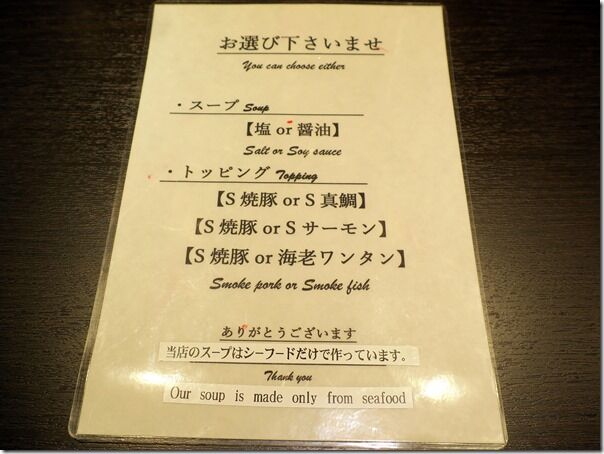 お選び下さいませ
You can choose either
・スープ Soup
【塩 or 醤油】
Salt or Soy sauce
・トッピング Topping
【S 焼豚 or S 真鯛】
【S 焼豚 or S サーモン】
【S 焼豚 or 海老ワンタン】
Smoke pork or Smoke fish
ありがとうございます
当店のスープはシーフードだけで作っています。
Thank you
Our soup is made only from seafood